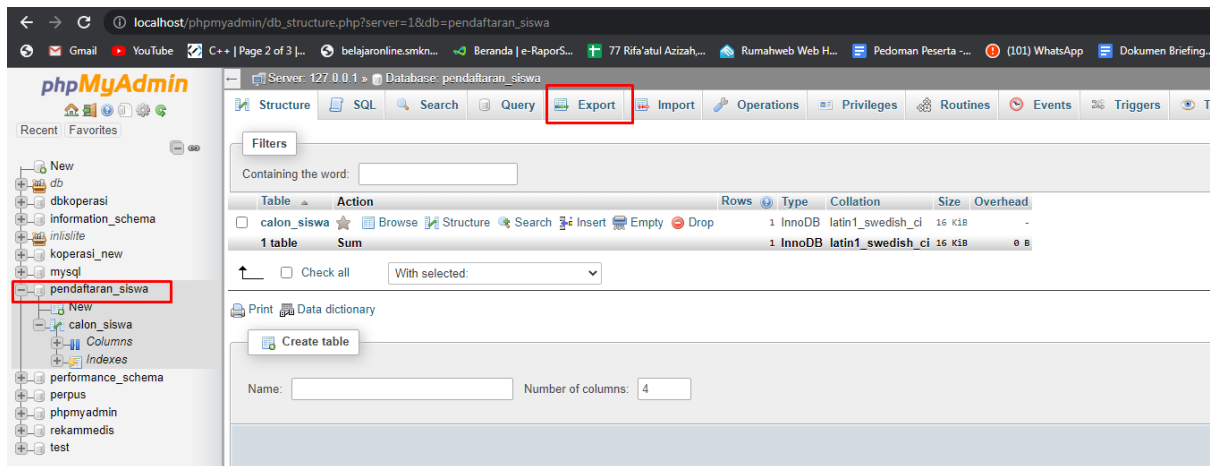 localhost/phpmyadmin/db_structure.php?server=1&db=pendaftaran_siswa
Gmail YouTube C++ | Page 2 of 3 |... belajaronline.smkn... Beranda | e-RaporS... 77 Rifa'atul Azizah,... Rumahweb Web H... Pedoman Peserta -... (101) WhatsApp Dokumen Briefing...
phpMyAdmin
Recent Favorites
New
db
dbkoperasi
information_schema
inlislite
koperasi_new
mysql
pendaftaran_siswa
New
calon_siswa
Columns
Indexes
performance_schema
perpus
phpmyadmin
rekammedis
test
Server: 127.0.0.1 » Database: pendaftaran_siswa
Structure SQL Search Query Export Import Operations Privileges Routines Events Triggers T
Filters
Containing the word:
Table Action Rows Type Collation Size Overhead
calon_siswa Browse Structure Search Insert Empty Drop 1 InnoDB latin1_swedish_ci 16 KiB -
1 table Sum 1 InnoDB latin1_swedish_ci 16 KiB 0 B
Check all With selected:
Print Data dictionary
Create table
Name: Number of columns: 4